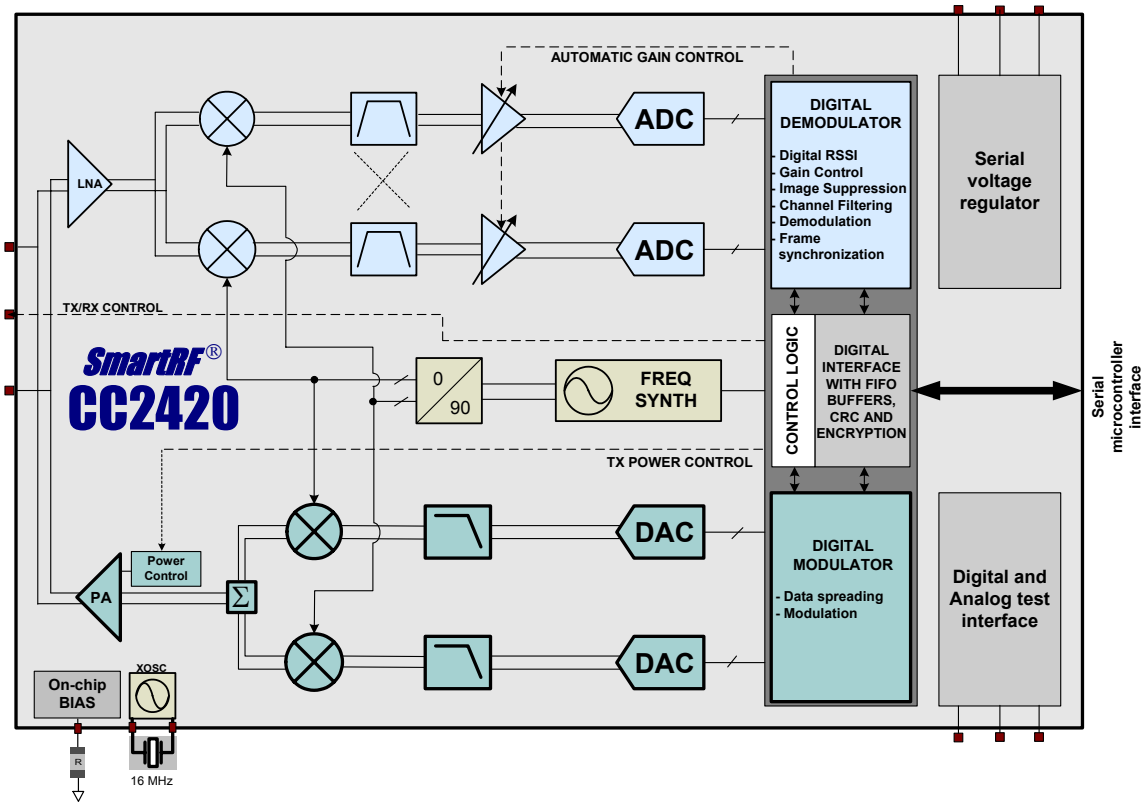 AUTOMATIC GAIN CONTROL
LNA
ADC
ADC
DIGITAL
DEMODULATOR
- Digital RSSI
- Gain Control
- Image Suppression
- Channel Filtering
- Demodulation
- Frame
synchronization
Serial
voltage
regulator
TX/RX CONTROL
SmartRF®
CC2420
0
90
FREQ
SYNTH
CONTROL LOGIC
DIGITAL
INTERFACE
WITH FIFO
BUFFERS,
CRC AND
ENCRYPTION
Serial
microcontroller
interface
TX POWER CONTROL
Power
Control
PA
Σ
DAC
DAC
DIGITAL
MODULATOR
- Data spreading
- Modulation
Digital and
Analog test
interface
On-chip
BIAS
XOSC
R
16 MHz